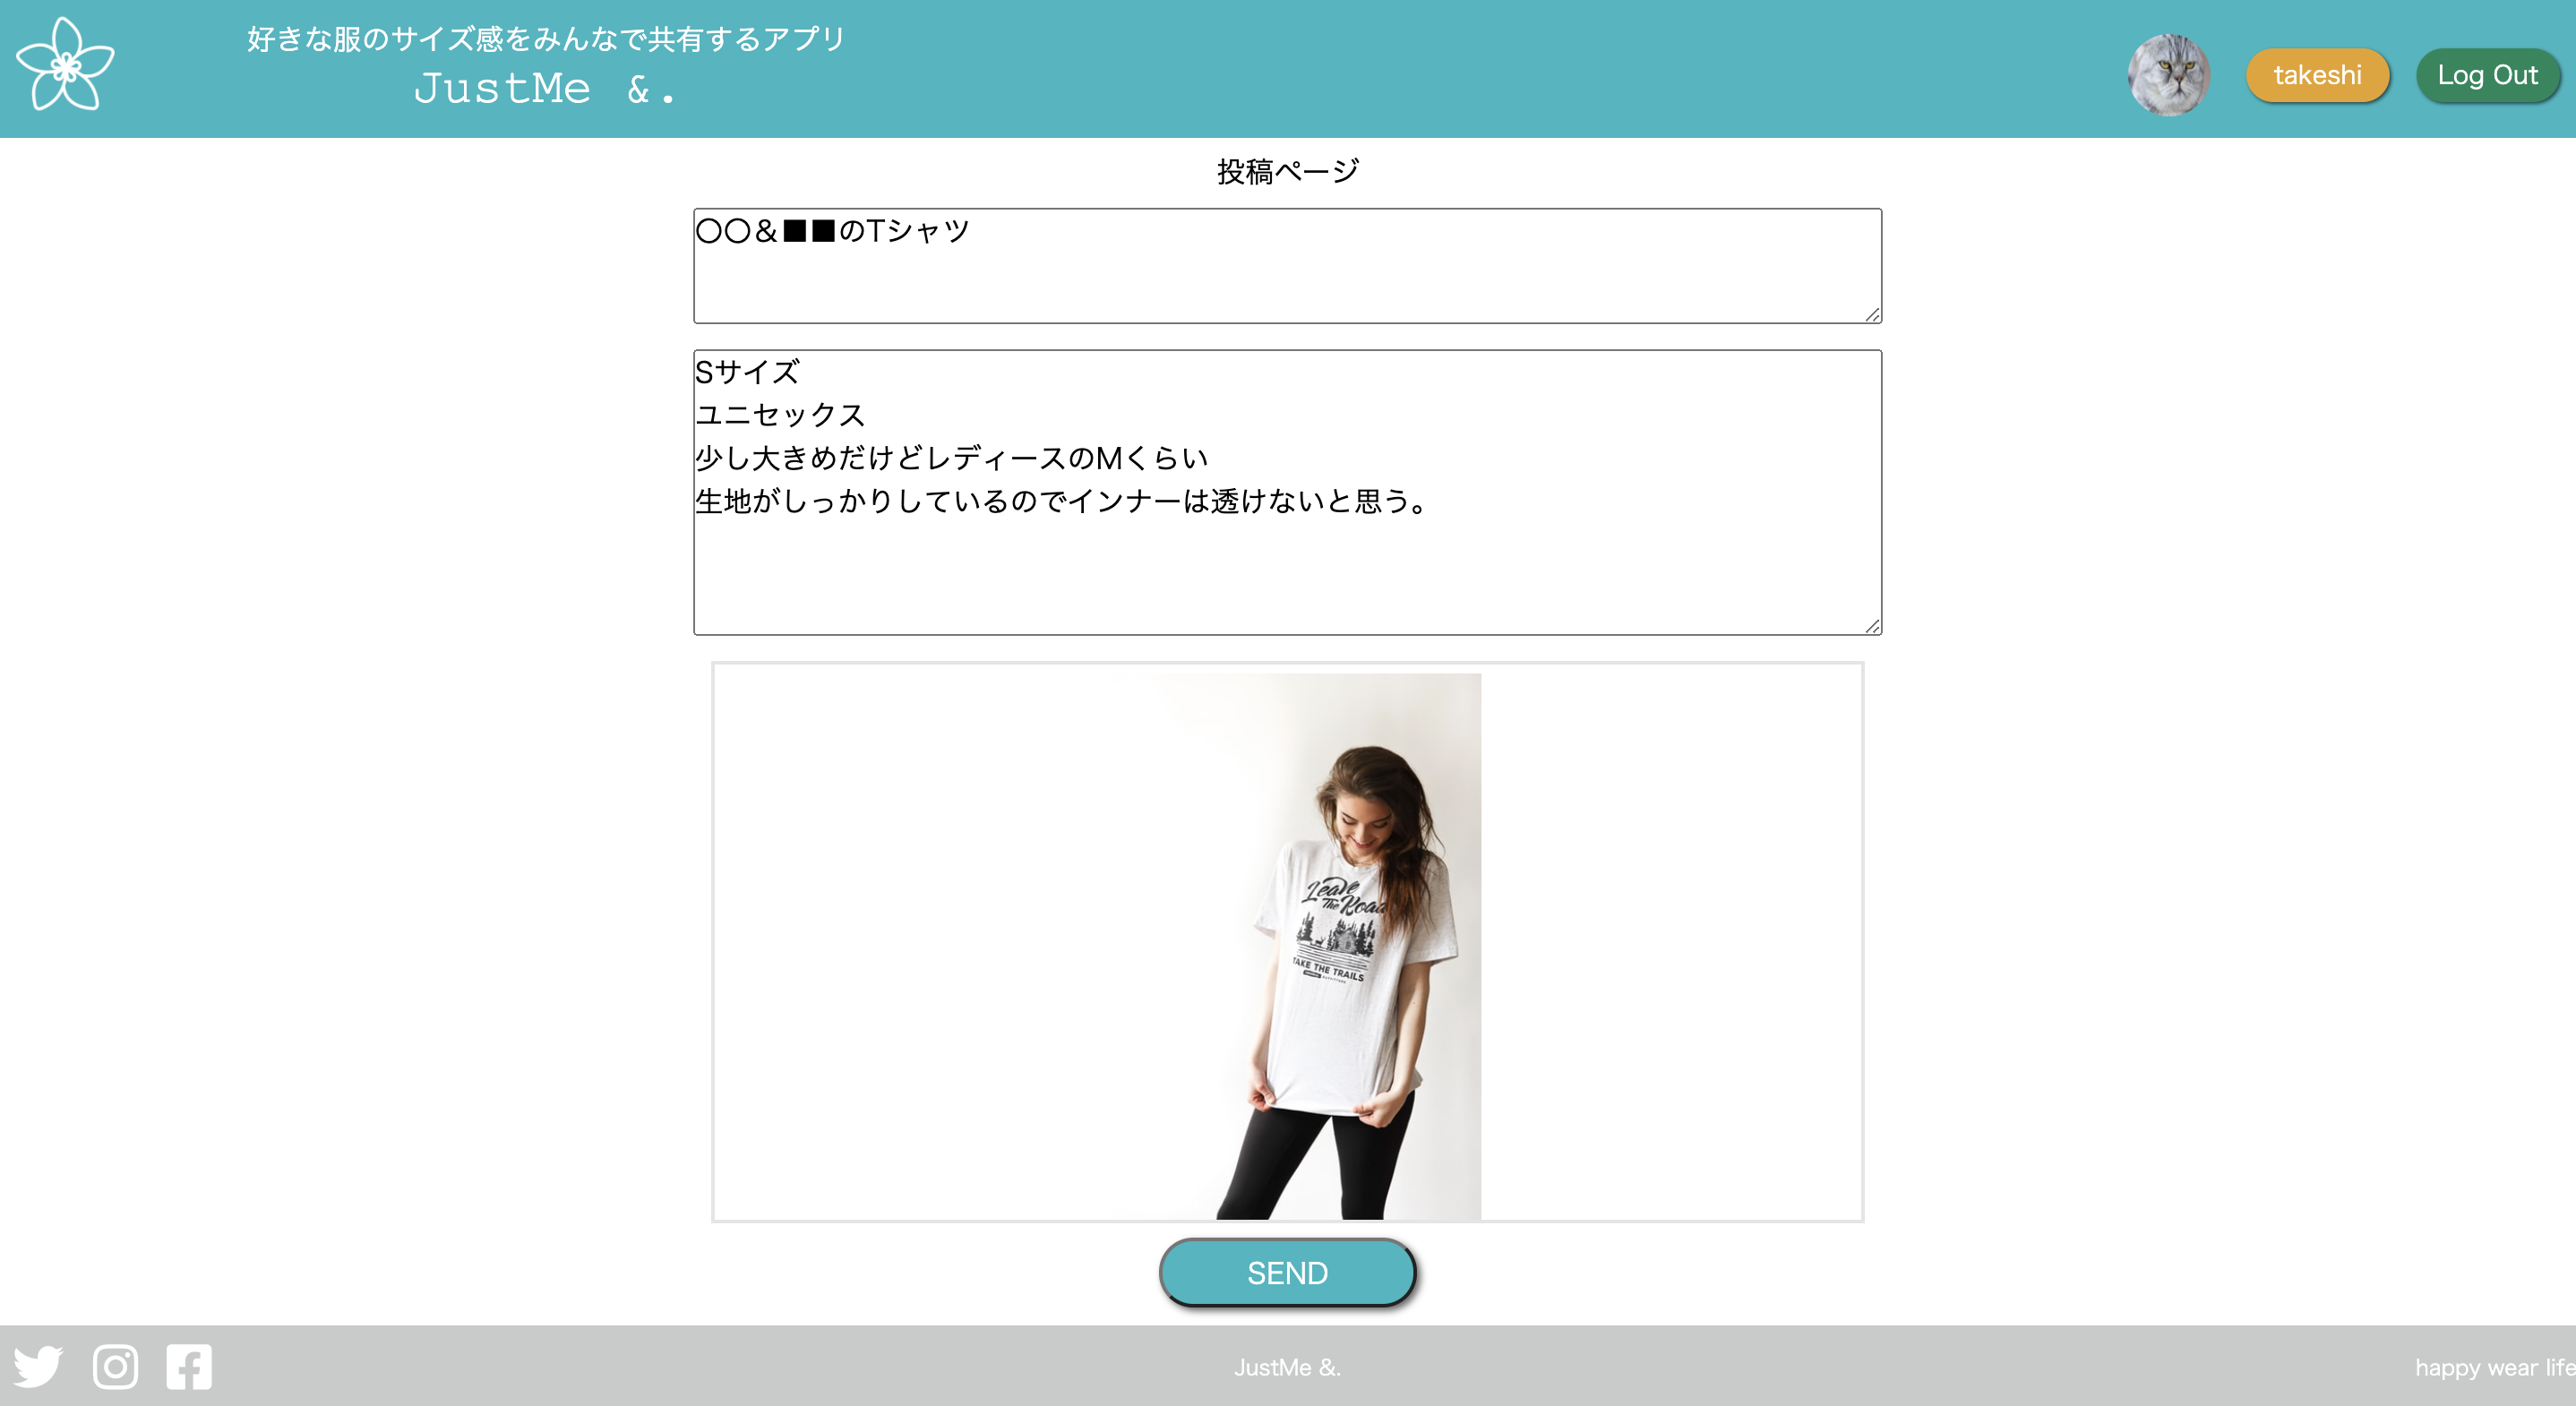 好きな服のサイズ感をみんなで共有するアプリ
JustMe &.
takeshi
Log Out
投稿ページ
〇〇＆■■のTシャツ
Sサイズ
ユニセックス
少し大きめだけどレディースのMくらい
生地がしっかりしているのでインナーは透けないと思う。
Leave
The Road
TAKE THE TRAILS
SEND
JustMe &.
happy wear life